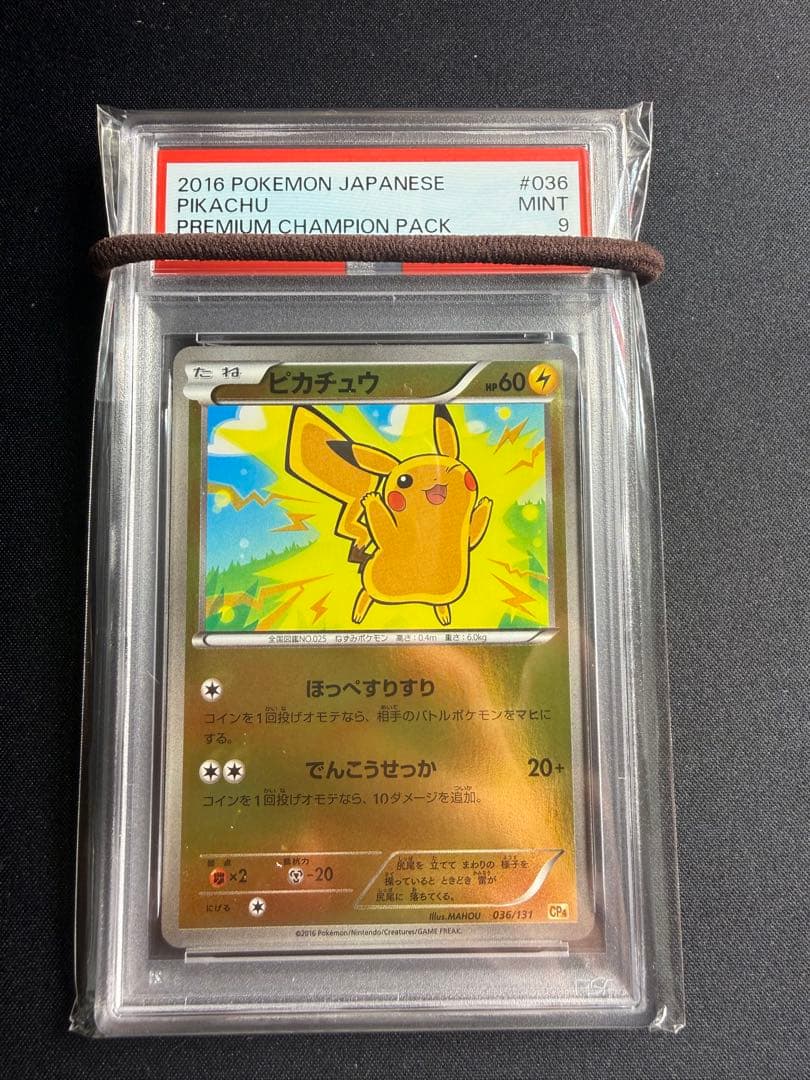 2016 POKEMON JAPANESE #036
PIKACHU MINT
PREMIUM CHAMPION PACK 9
たね ピカチュウ HP60
全国図鑑NO.025 ねずみポケモン 高さ:0.4m 重さ:6.0kg
ほっぺすりすり
コインを1回投げオモテなら、相手のバトルポケモンをマヒに
する。
でんこうせっか 20+
コインを1回投げオモテなら、10ダメージを追加。
弱点 抵抗力
×2 -20
にげる
尻尾を 立てて まわりの 様子を
探っていると ときどき 雷が
尻尾に 落ちてくる。
Illus.MAHOU 036/131 CP4
©2016 Pokémon/Nintendo/Creatures/GAME FREAK.